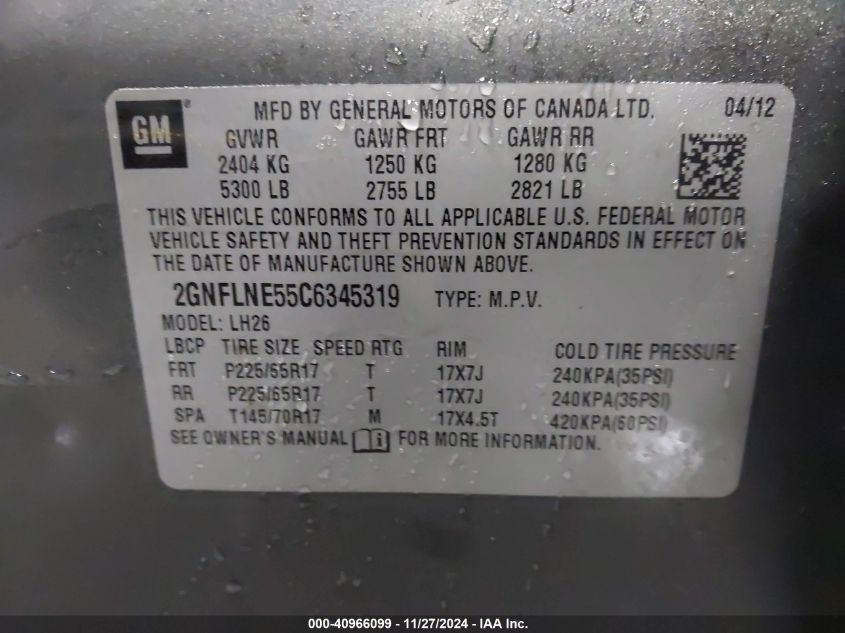 GM ® MFD BY GENERAL MOTORS OF CANADA LTD. 04/12
GVWR GAWR FRT GAWR RR
2404 KG 1250 KG 1280 KG
5300 LB 2755 LB 2821 LB
THIS VEHICLE CONFORMS TO ALL APPLICABLE U.S. FEDERAL MOTOR
VEHICLE SAFETY AND THEFT PREVENTION STANDARDS IN EFFECT ON
THE DATE OF MANUFACTURE SHOWN ABOVE.
2GNFLNE55C6345319 TYPE: M.P.V.
MODEL: LH26
LBCP TIRE SIZE SPEED RTG RIM COLD TIRE PRESSURE
FRT P225/65R17 T 17X7J 240KPA(35PSI)
RR P225/65R17 T 17X7J 240KPA(35PSI)
SPA T145/70R17 M 17X4.5T 420KPA(60PSI)
SEE OWNER'S MANUAL i FOR MORE INFORMATION.
000-40966099 - 11/27/2024 - IAA Inc.